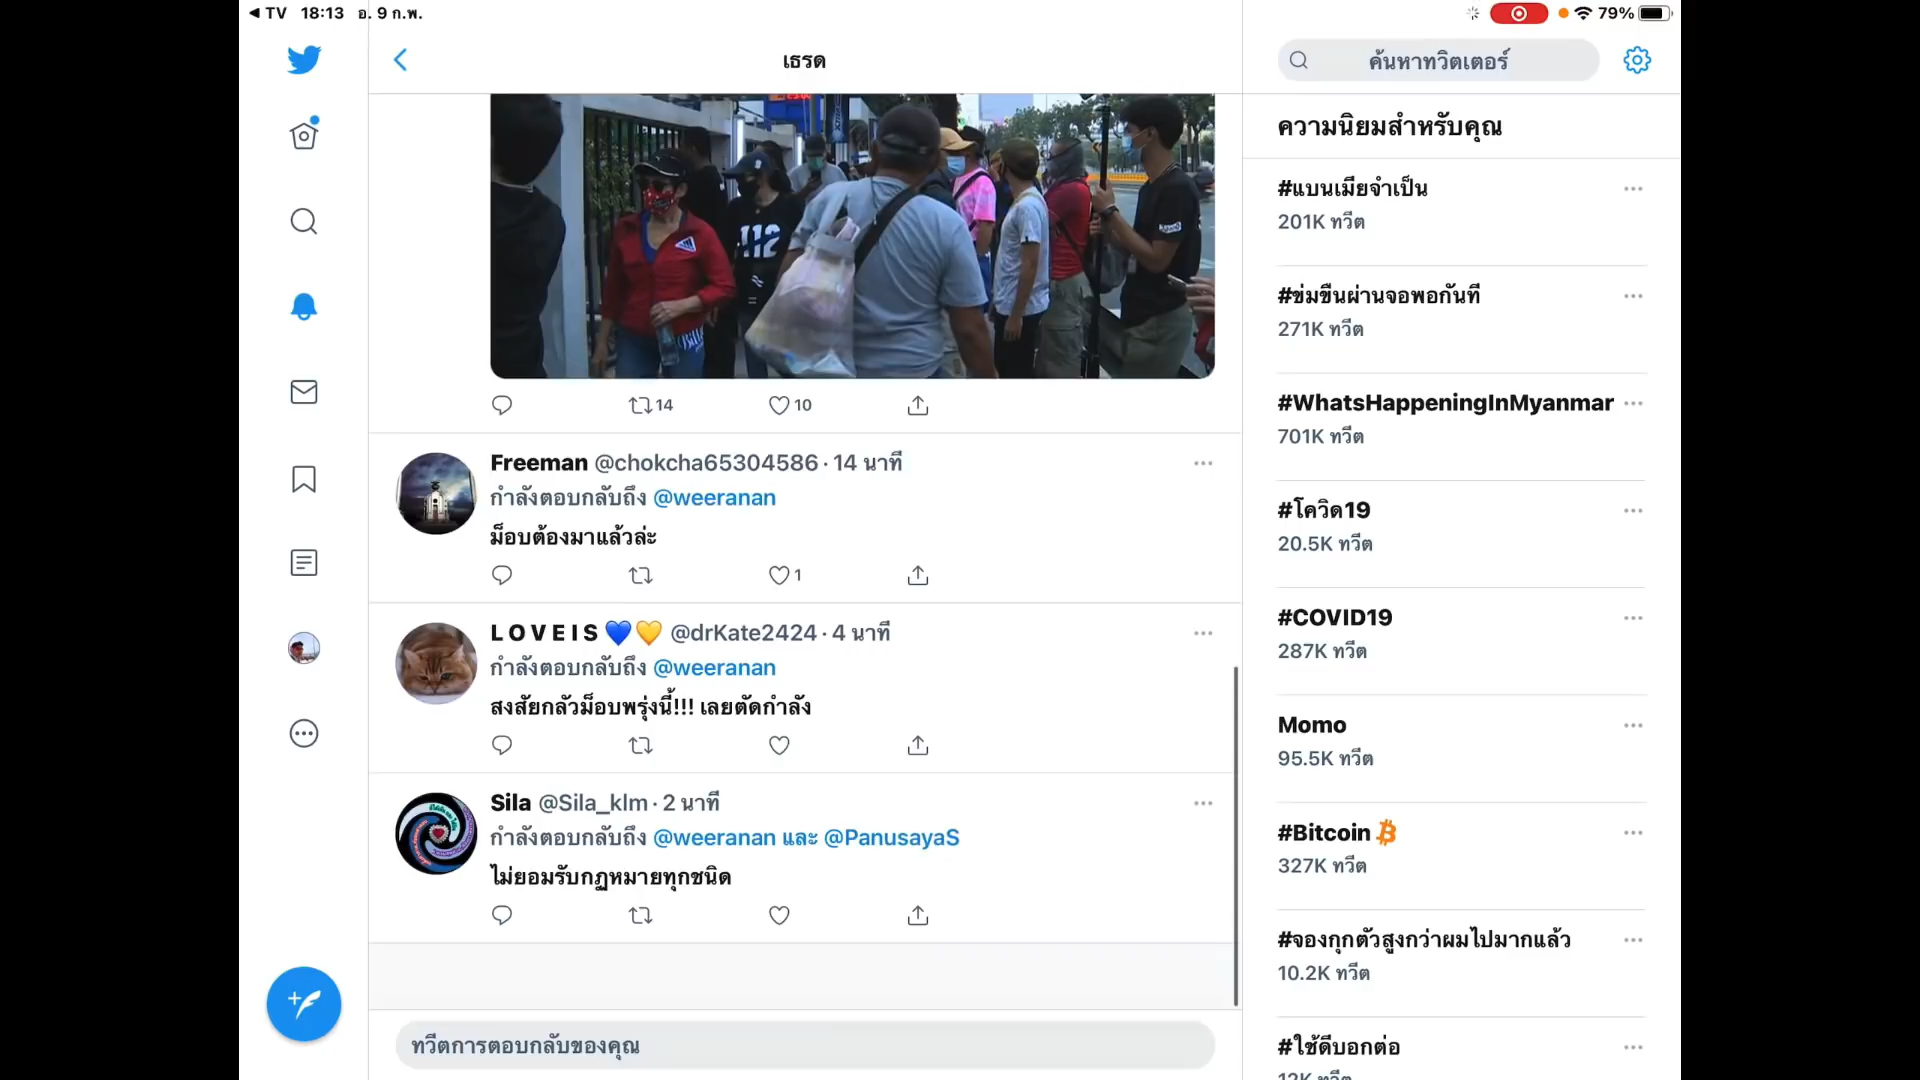 TV 18:13 อ. 9 ก.พ.
79%
เธรด
ค้นหาทวิตเตอร์
112
14
10
Freeman @chokcha65304586 · 14 นาที
กำลังตอบกลับถึง @weeranan
ม็อบต้องมาแล้วล่ะ
1
L O V E I S 💙💛 @drKate2424 · 4 นาที
กำลังตอบกลับถึง @weeranan
สงสัยกลัวม็อบพรุ่งนี้!!! เลยตัดกำลัง
Sila @Sila_klm · 2 นาที
กำลังตอบกลับถึง @weeranan และ @PanusayaS
ไม่ยอมรับกฏหมายทุกชนิด
ทวีตการตอบกลับของคุณ
ความนิยมสำหรับคุณ
#แบนเมียจำเป็น
201K ทวีต
#ข่มขืนผ่านจอพอกันที
271K ทวีต
#WhatsHappeningInMyanmar
701K ทวีต
#โควิด19
20.5K ทวีต
#COVID19
287K ทวีต
Momo
95.5K ทวีต
#Bitcoin
327K ทวีต
#จองกุกตัวสูงกว่าผมไปมากแล้ว
10.2K ทวีต
#ใช้ดีบอกต่อ
12K ทวีต